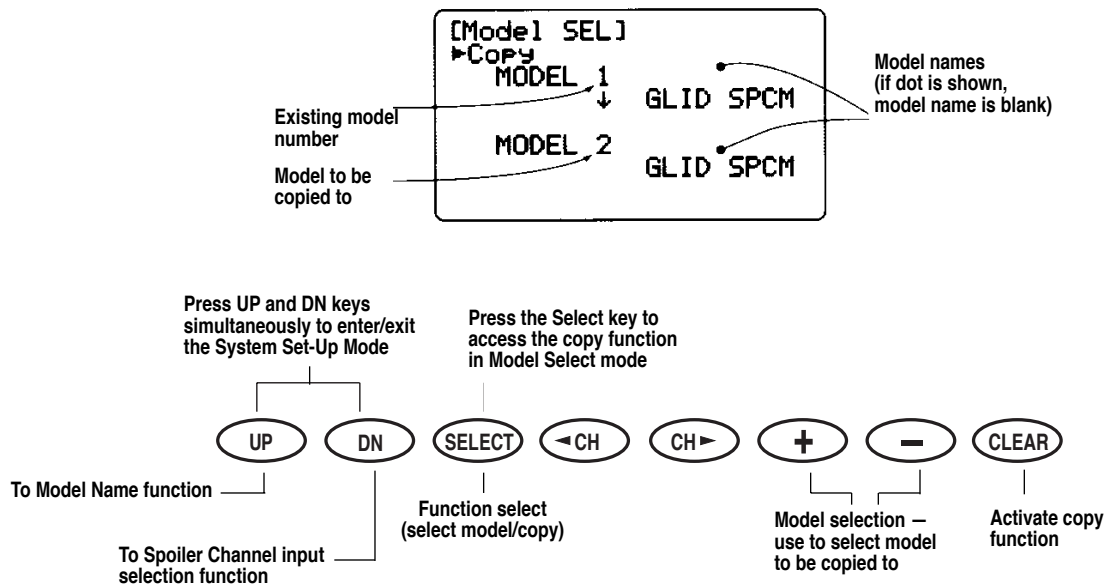 [Model SEL]
►Copy
MODEL 1
↓ GLID SPCM
MODEL 2
GLID SPCM
Existing model
number
Model to be
copied to
Model names
(if dot is shown,
model name is blank)
Press UP and DN keys
simultaneously to enter/exit
the System Set-Up Mode
Press the Select key to
access the copy function
in Model Select mode
UP DN SELECT ◄CH CH► + – CLEAR
To Model Name function
To Spoiler Channel input
selection function
Function select
(select model/copy)
Model selection —
use to select model
to be copied to
Activate copy
function